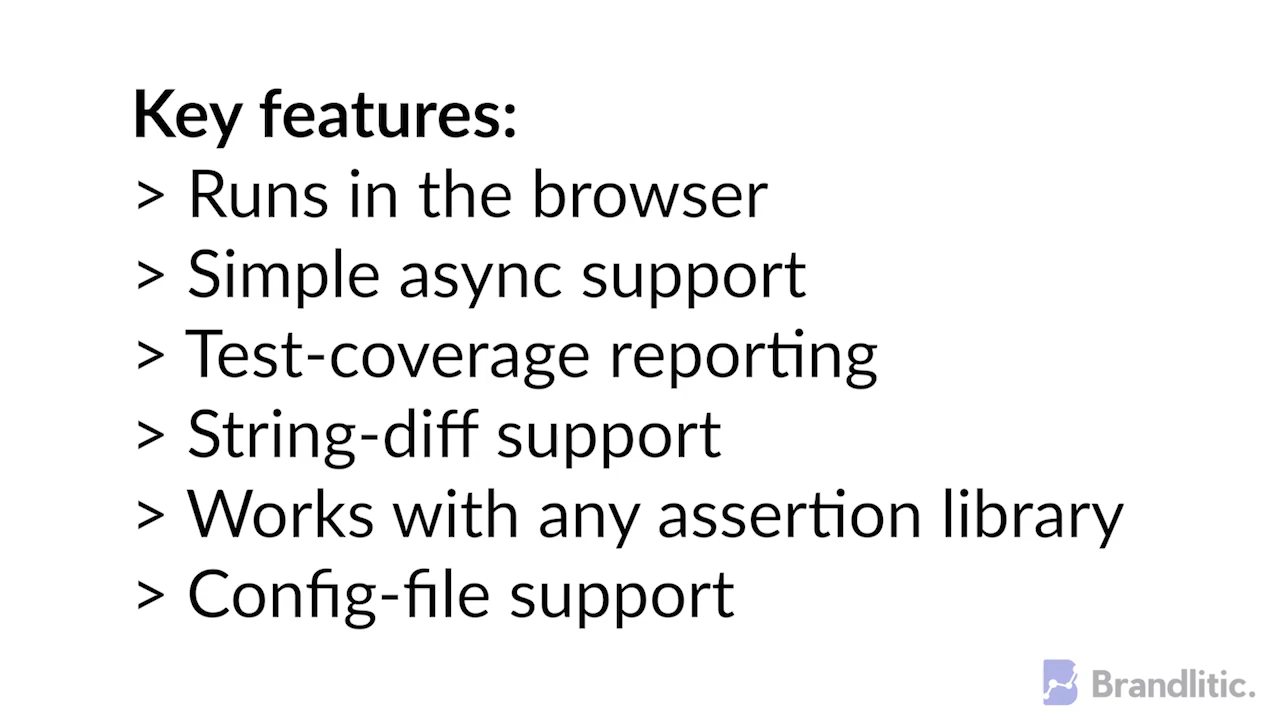 Key features:
> Runs in the browser
> Simple async support
> Test-coverage reporting
> String-diff support
> Works with any assertion library
> Config-file support
Brandlitic.